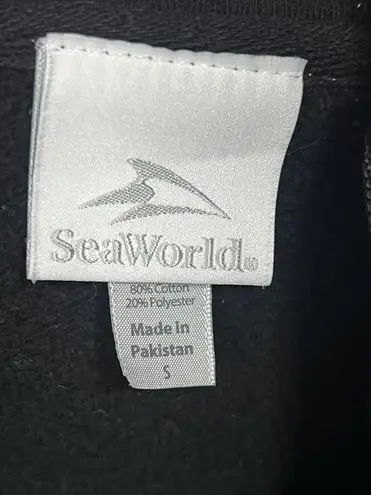 SeaWorld®
80% Cotton
20% Polyester
Made in
Pakistan
S